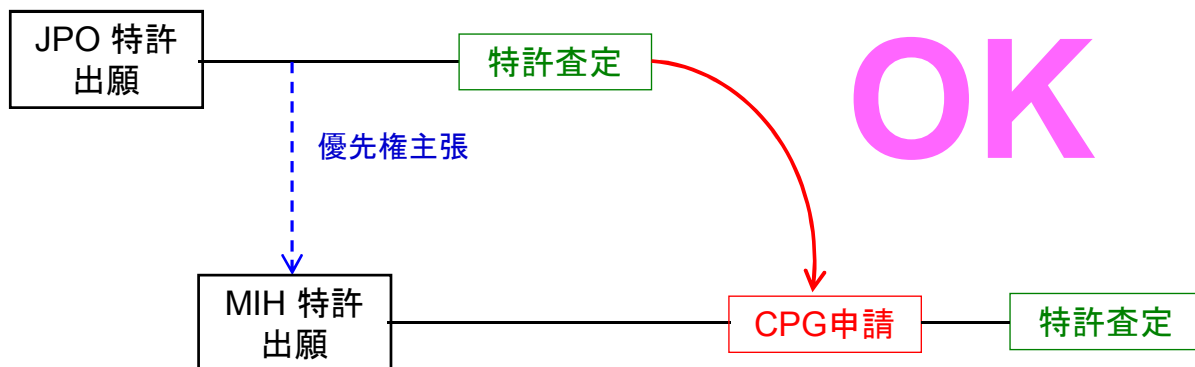 JPO 特許
出願
特許査定
OK
優先権主張
MIH 特許
出願
CPG申請
特許査定